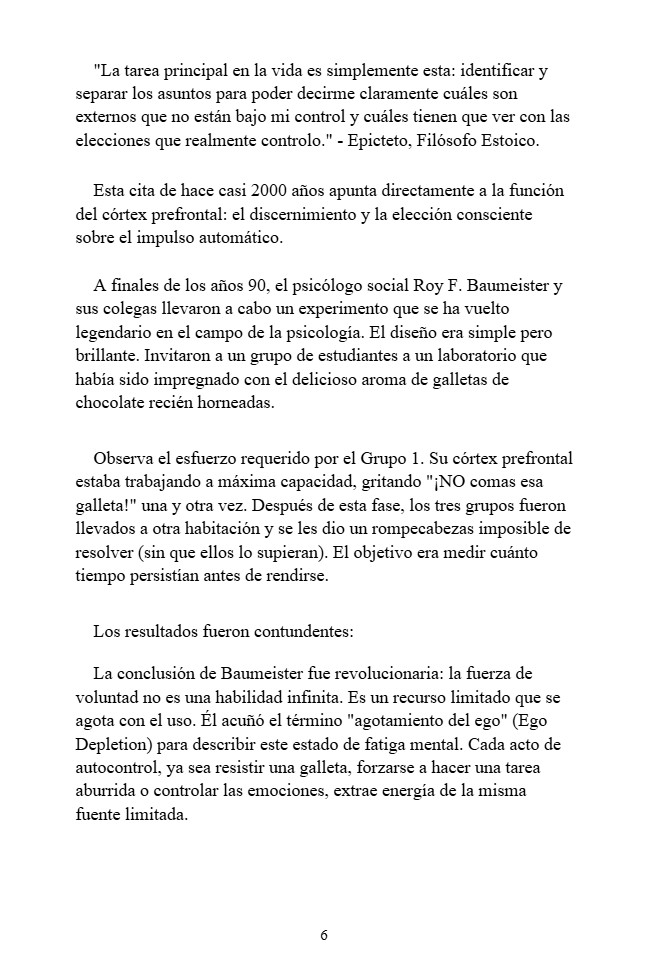 "La tarea principal en la vida es simplemente esta: identificar y
separar los asuntos para poder decirme claramente cuáles son
externos que no están bajo mi control y cuáles tienen que ver con las
elecciones que realmente controlo." - Epicteto, Filósofo Estoico.
Esta cita de hace casi 2000 años apunta directamente a la función
del córtex prefrontal: el discernimiento y la elección consciente
sobre el impulso automático.
A finales de los años 90, el psicólogo social Roy F. Baumeister y
sus colegas llevaron a cabo un experimento que se ha vuelto
legendario en el campo de la psicología. El diseño era simple pero
brillante. Invitaron a un grupo de estudiantes a un laboratorio que
había sido impregnado con el delicioso aroma de galletas de
chocolate recién horneadas.
Observa el esfuerzo requerido por el Grupo 1. Su córtex prefrontal
estaba trabajando a máxima capacidad, gritando "¡NO comas esa
galleta!" una y otra vez. Después de esta fase, los tres grupos fueron
llevados a otra habitación y se les dio un rompecabezas imposible de
resolver (sin que ellos lo supieran). El objetivo era medir cuánto
tiempo persistían antes de rendirse.
Los resultados fueron contundentes:
La conclusión de Baumeister fue revolucionaria: la fuerza de
voluntad no es una habilidad infinita. Es un recurso limitado que se
agota con el uso. Él acuñó el término "agotamiento del ego" (Ego
Depletion) para describir este estado de fatiga mental. Cada acto de
autocontrol, ya sea resistir una galleta, forzarse a hacer una tarea
aburrida o controlar las emociones, extrae energía de la misma
fuente limitada.
6